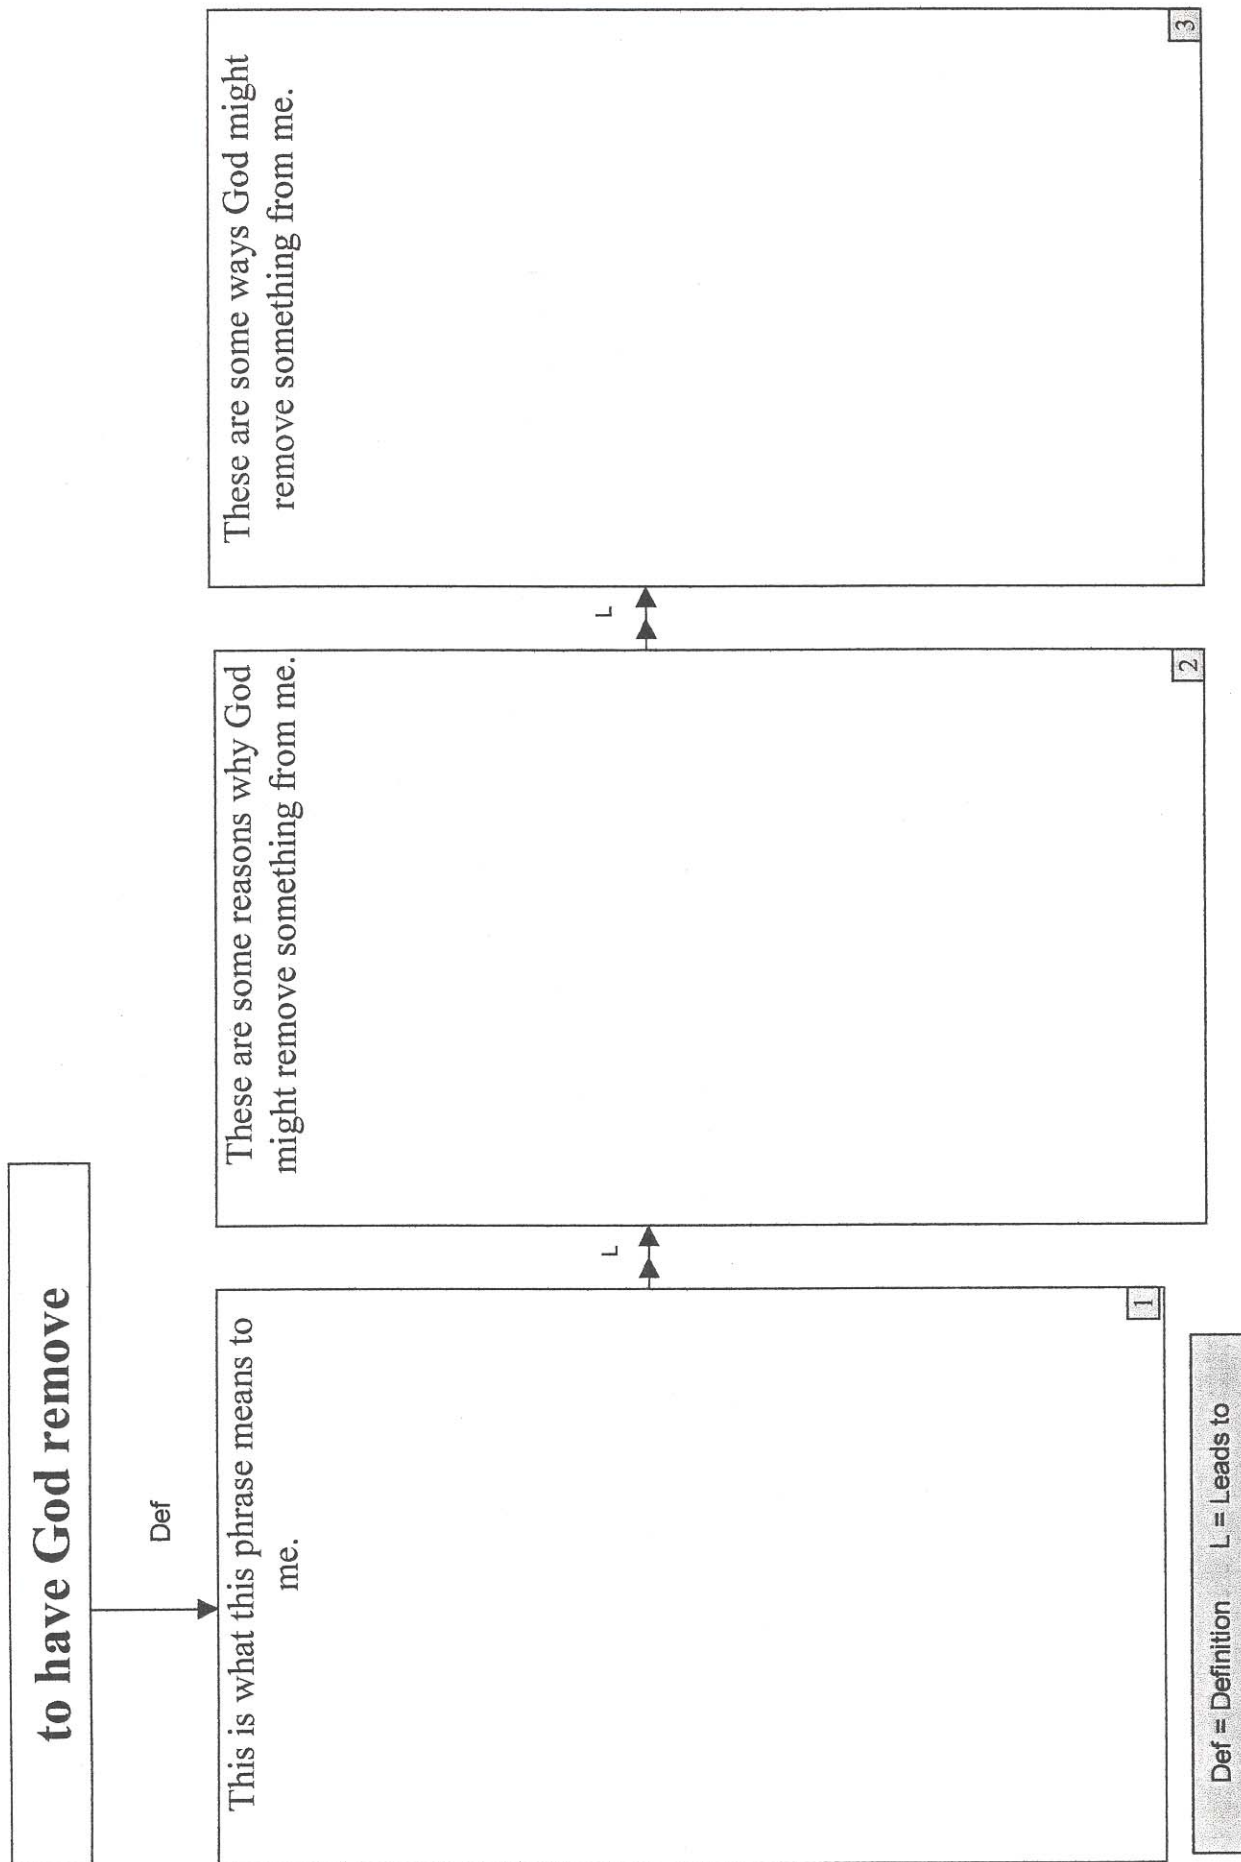 to have God remove
Def
This is what this phrase means to
me.
1
L
These are some reasons why God
might remove something from me.
2
L
These are some ways God might
remove something from me.
3
Def = Definition L = Leads to